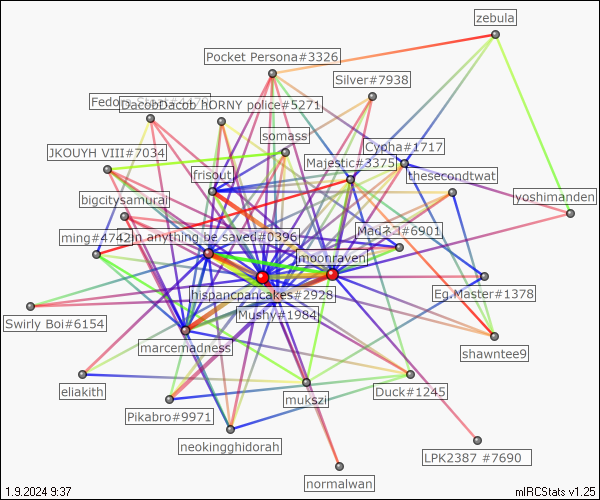 zebula
Pocket Persona#3326
Silver#7938
DacobDacob hORNY police#5271
somass
Cypha#1717
JKOUYH VIII#7034
Majestic#3375
frisout
thesecondtwat
bigcitysamurai
yoshimanden
Madネコ#6901
ming#4742
in anything be saved#0396
moonraven
hispancpancakes#2928
Eg.Master#1378
Mushy#1984
Swirly Boi#6154
marcemadness
shawntee9
eliakith
Duck#1245
mukszi
Pikabro#9971
neokingghidorah
LPK2387 #7690
normalwan
1.9.2024 9:37
mIRCStats v1.25